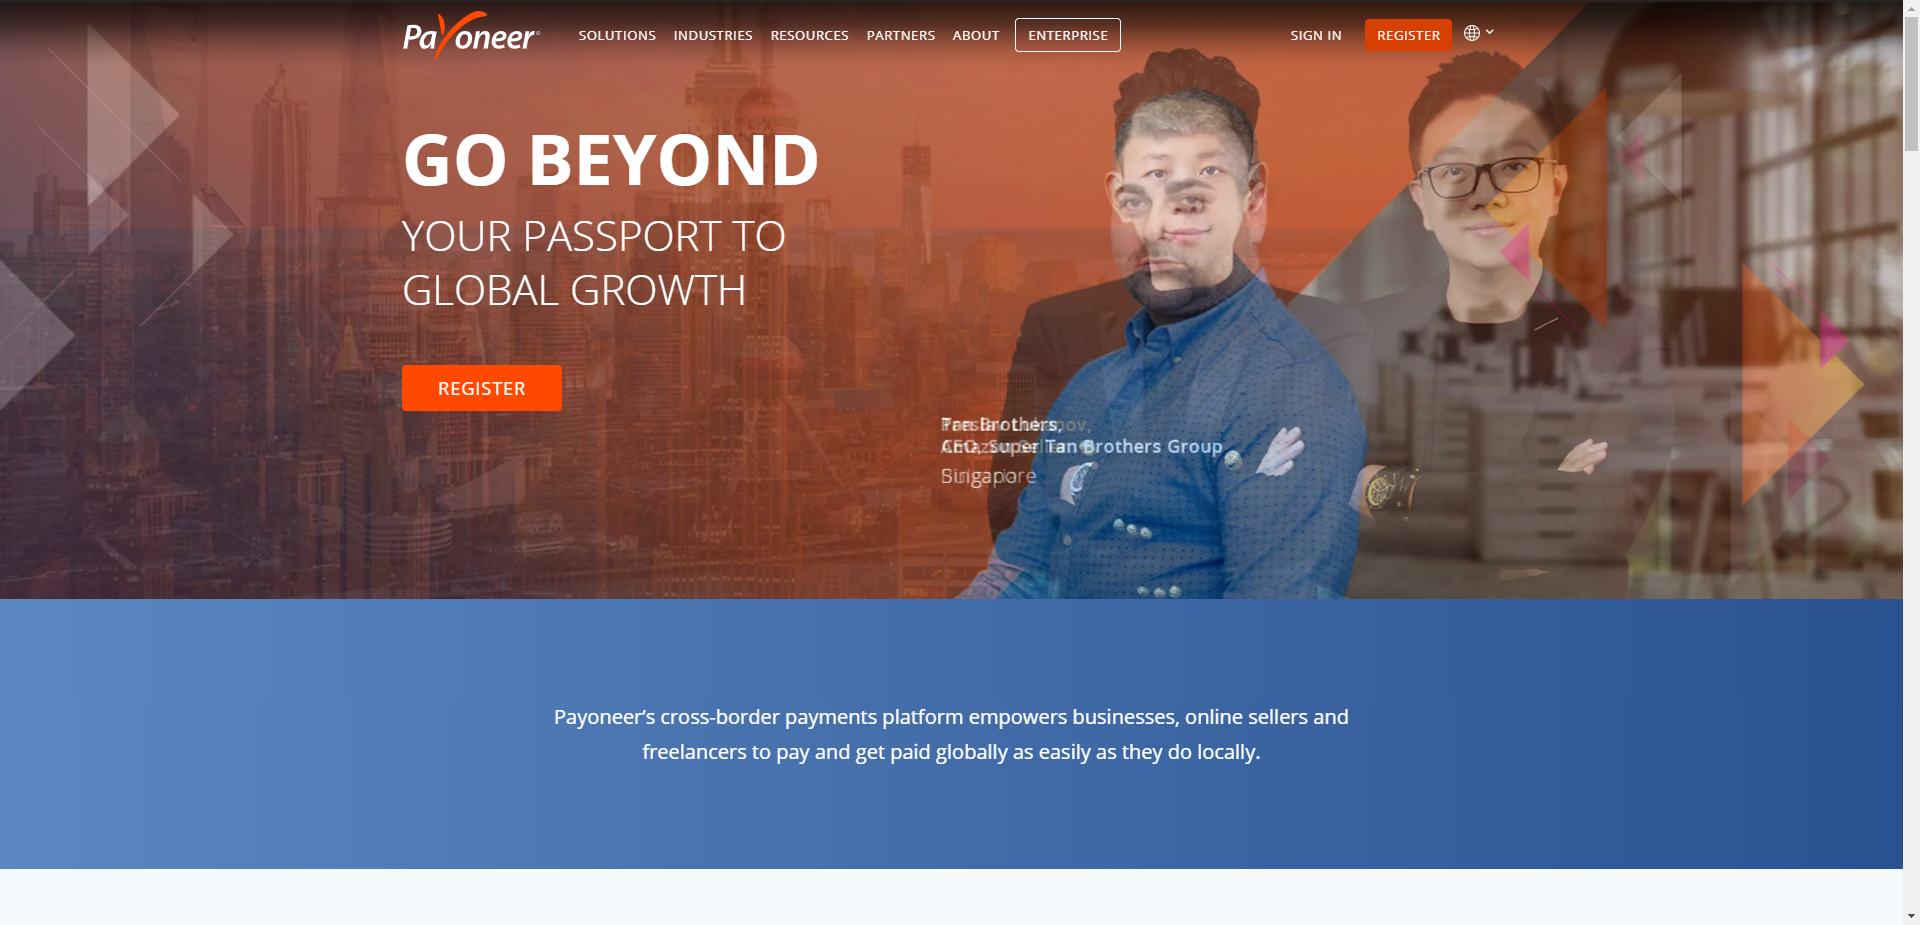 Payoneer
SOLUTIONS INDUSTRIES RESOURCES PARTNERS ABOUT ENTERPRISE SIGN IN REGISTER
GO BEYOND
YOUR PASSPORT TO
GLOBAL GROWTH
REGISTER
Tan Brothers,
CEO, Super Tan Brothers Group
Singapore
Payoneer’s cross-border payments platform empowers businesses, online sellers and
freelancers to pay and get paid globally as easily as they do locally.